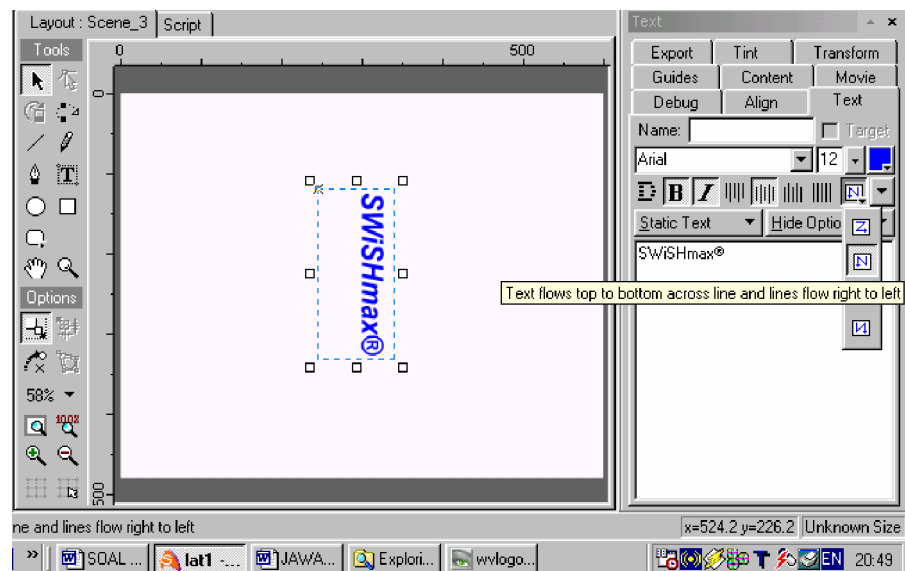 Layout : Scene_3 Script
Text
Tools
0 500
Export Tint Transform
Guides Content Movie
Debug Align Text
Name: Target
Arial 12
D B I
Static Text Hide Optio
SWiSHmax®
SWiSHmax®
Text flows top to bottom across line and lines flow right to left
Options
58%
100%
500
ne and lines flow right to left x=524.2 y=226.2 Unknown Size
» SOAL ... lat1 -... JAWA... Explori... wvlogo... EN 20:49